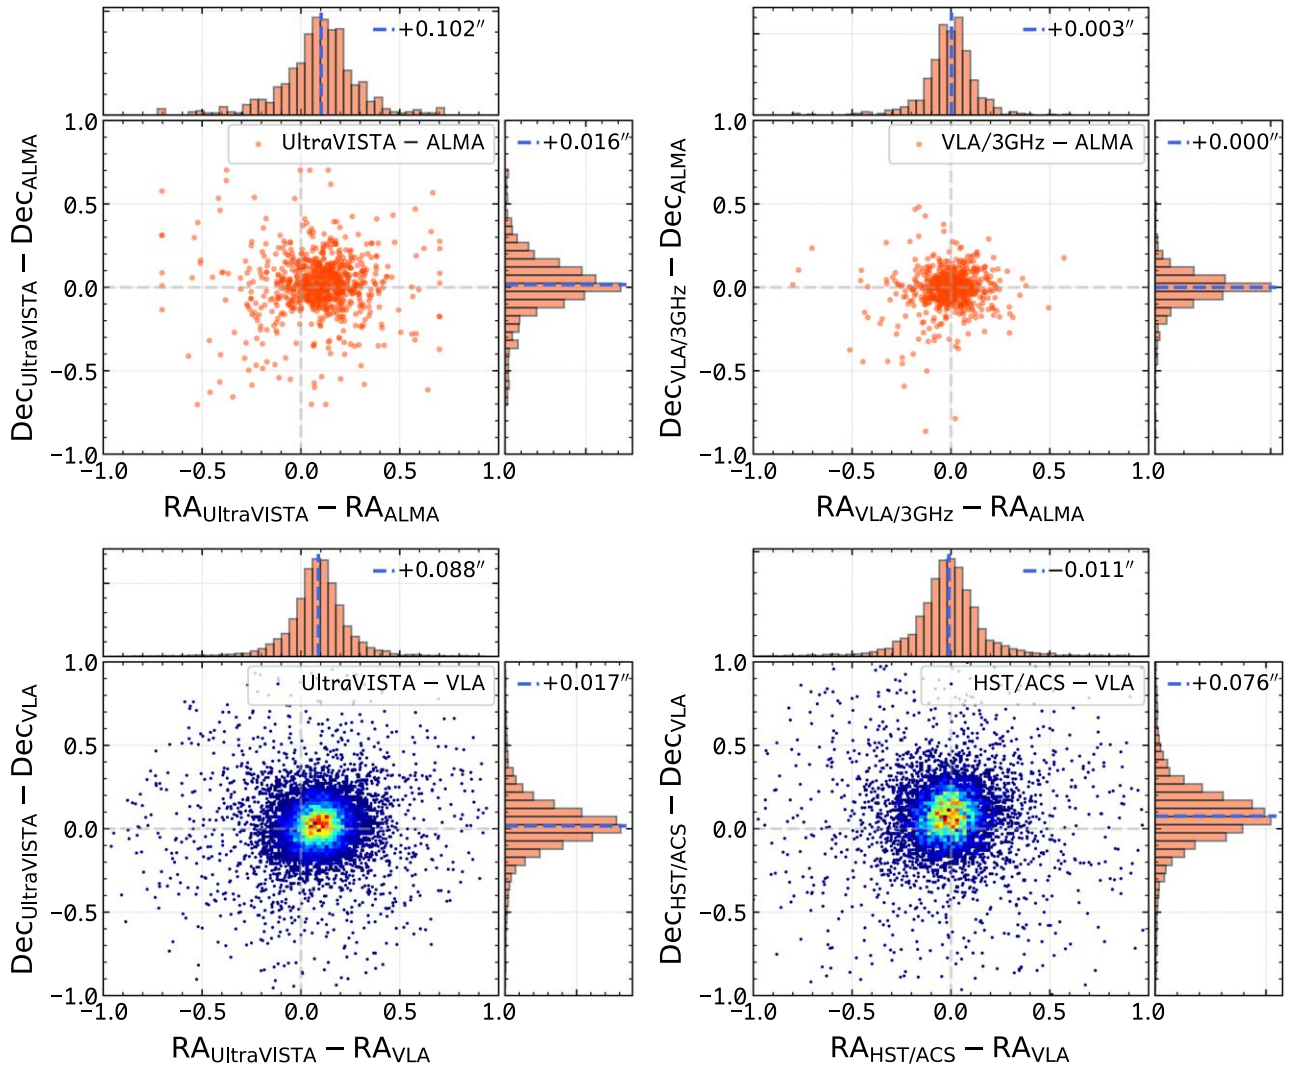 +0.102″
+0.003″
1.0
UltraVISTA − ALMA
+0.016″
1.0
VLA/3GHz − ALMA
+0.000″
DecUltraVISTA − DecALMA
0.5
0.0
−0.5
−1.0
DecVLA/3GHz − DecALMA
0.5
0.0
−0.5
−1.0
−1.0 −0.5 0.0 0.5 1.0
−1.0 −0.5 0.0 0.5 1.0
RAUltraVISTA − RAALMA
RAVLA/3GHz − RAALMA
+0.088″
−0.011″
1.0
UltraVISTA − VLA
+0.017″
1.0
HST/ACS − VLA
+0.076″
DecUltraVISTA − DecVLA
0.5
0.0
−0.5
−1.0
DecHST/ACS − DecVLA
0.5
0.0
−0.5
−1.0
−1.0 −0.5 0.0 0.5 1.0
−1.0 −0.5 0.0 0.5 1.0
RAUltraVISTA − RAVLA
RAHST/ACS − RAVLA